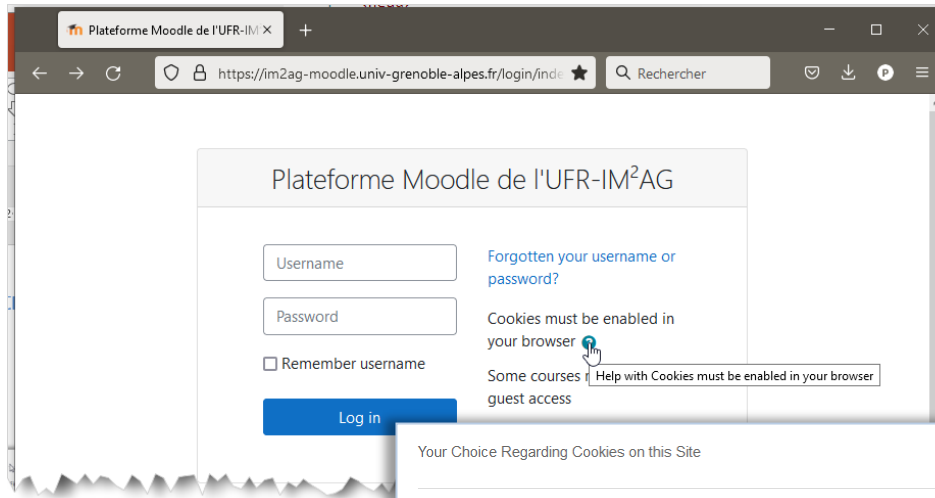 Plateforme Moodle de l'UFR-IM
https://im2ag-moodle.univ-grenoble-alpes.fr/login/inde
Rechercher
P
Plateforme Moodle de l'UFR-IM²AG
Username
Password
Remember username
Log in
Forgotten your username or
password?
Cookies must be enabled in
your browser
Help with Cookies must be enabled in your browser
Some courses
guest access
Your Choice Regarding Cookies on this Site